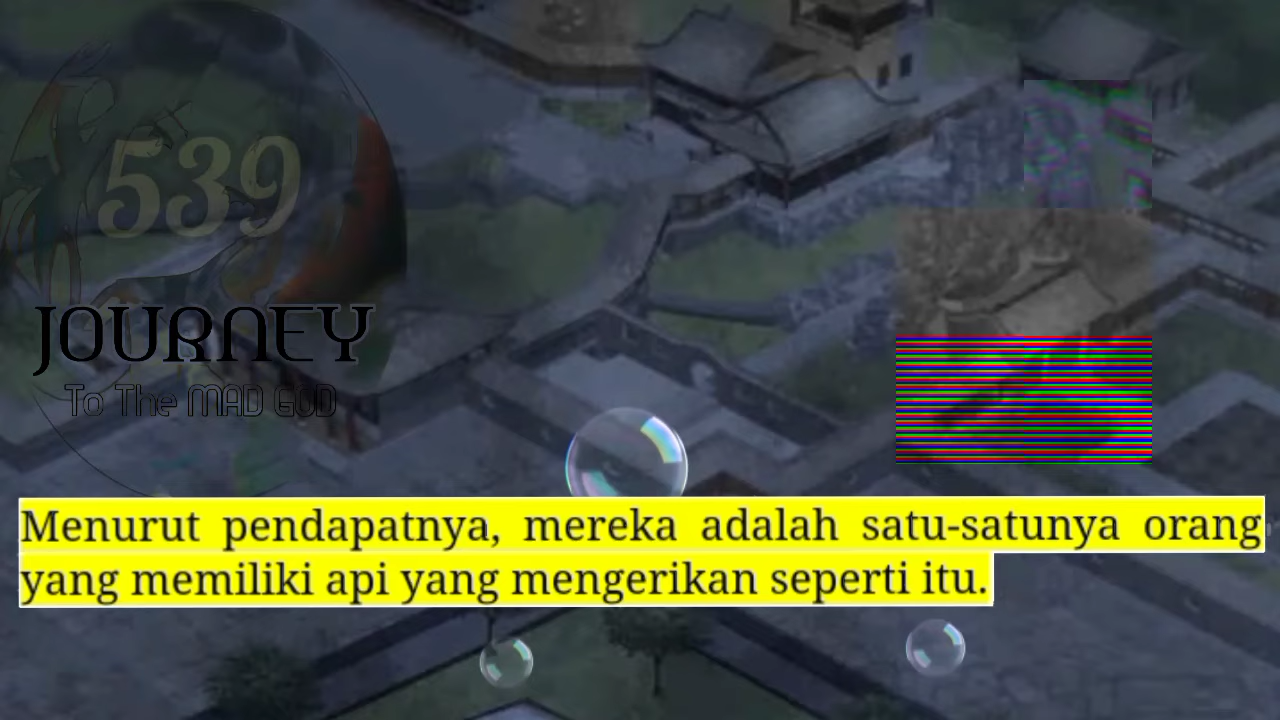 539
JOURNEY
To The MAD GOD
Menurut pendapatnya, mereka adalah satu-satunya orang
yang memiliki api yang mengerikan seperti itu.